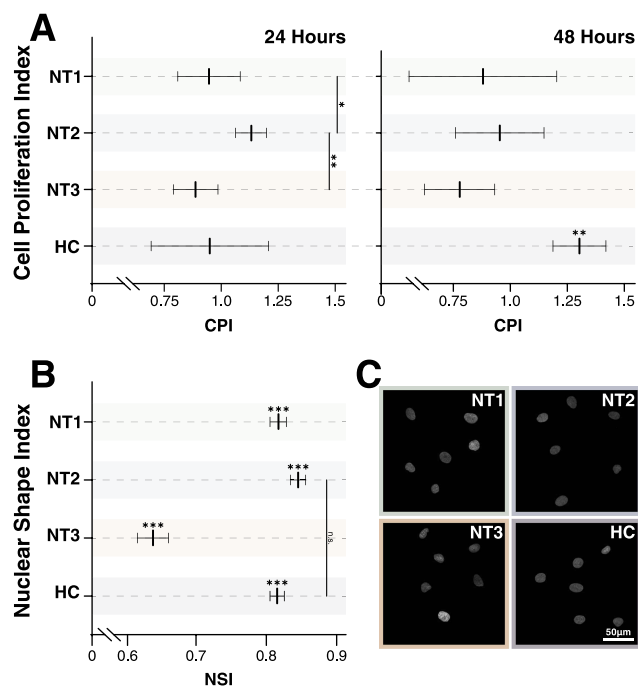 A
24 Hours
48 Hours
Cell Proliferation Index
NT1
NT2
NT3
HC
*
**
**
0
0.75
1.0
1.25
1.5
CPI
0
0.75
1.0
1.25
1.5
CPI
B
C
Nuclear Shape Index
NT1
***
NT2
***
NT3
***
HC
***
n.s.
0
0.6
0.7
0.8
0.9
NSI
NT1
NT2
NT3
HC
50µm